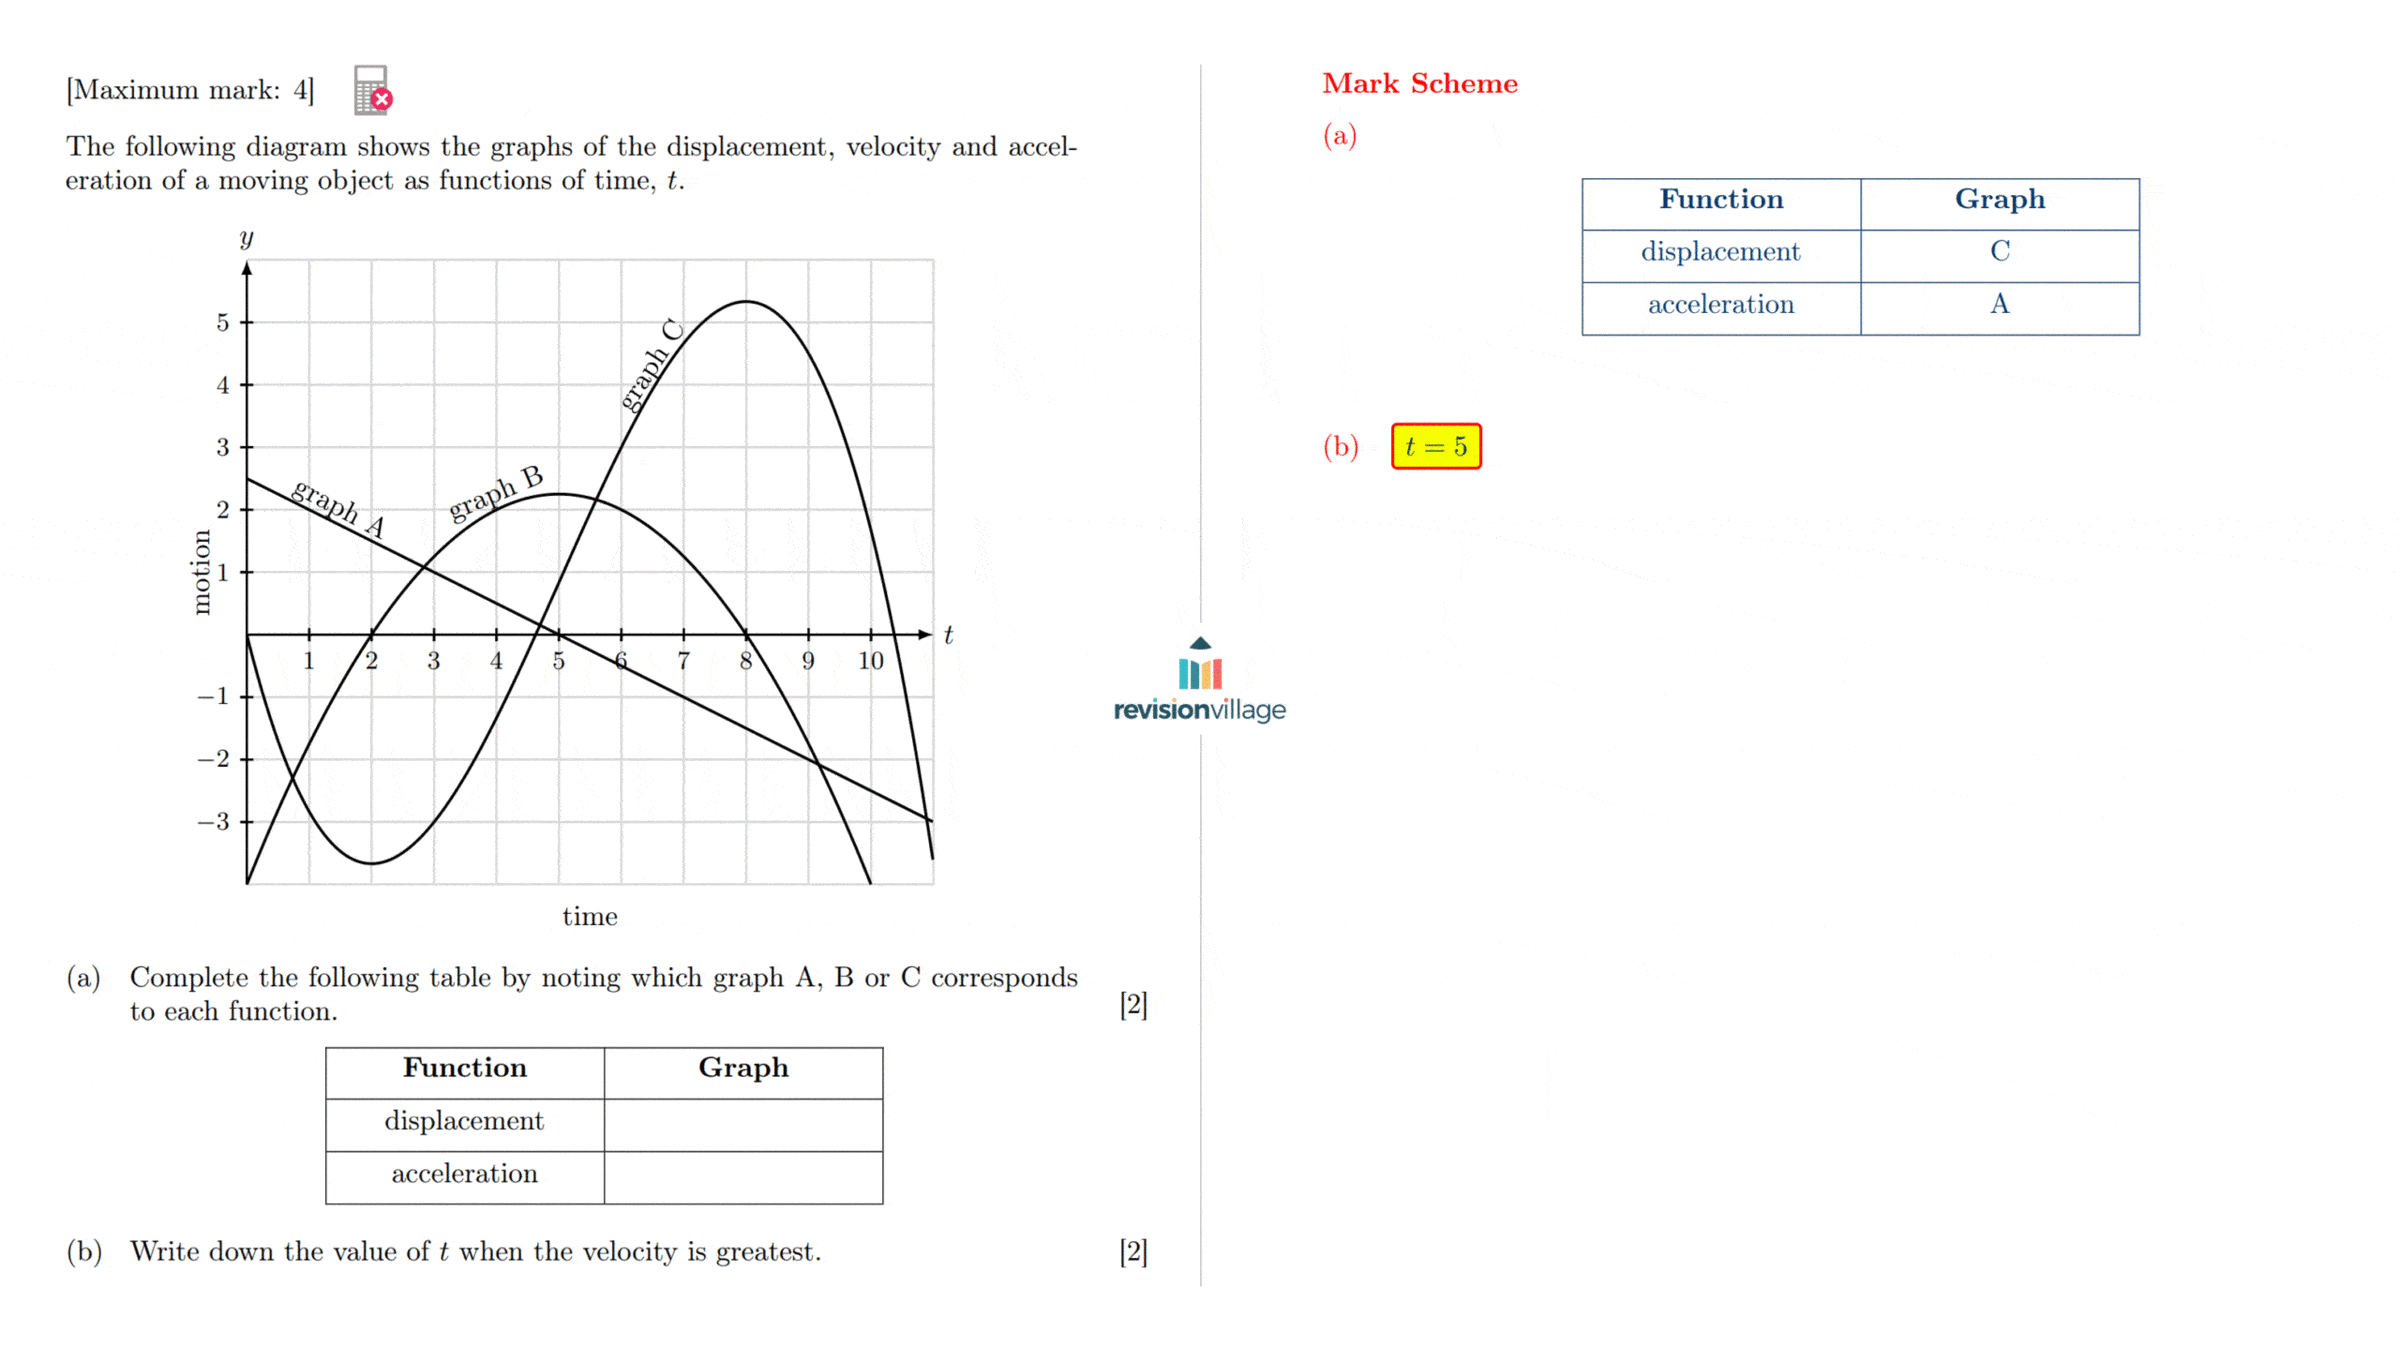 [Maximum mark: 4]
The following diagram shows the graphs of the displacement, velocity and accel-
eration of a moving object as functions of time, t.
y
5
4
3
2
1
−1
−2
−3
motion
graph A
graph B
graph C
1 2 3 4 5 6 7 8 9 10
t
time
(a) Complete the following table by noting which graph A, B or C corresponds
to each function. [2]
Function Graph
displacement
acceleration
(b) Write down the value of t when the velocity is greatest. [2]
revisionvillage
Mark Scheme
(a)
Function Graph
displacement C
acceleration A
(b) t = 5